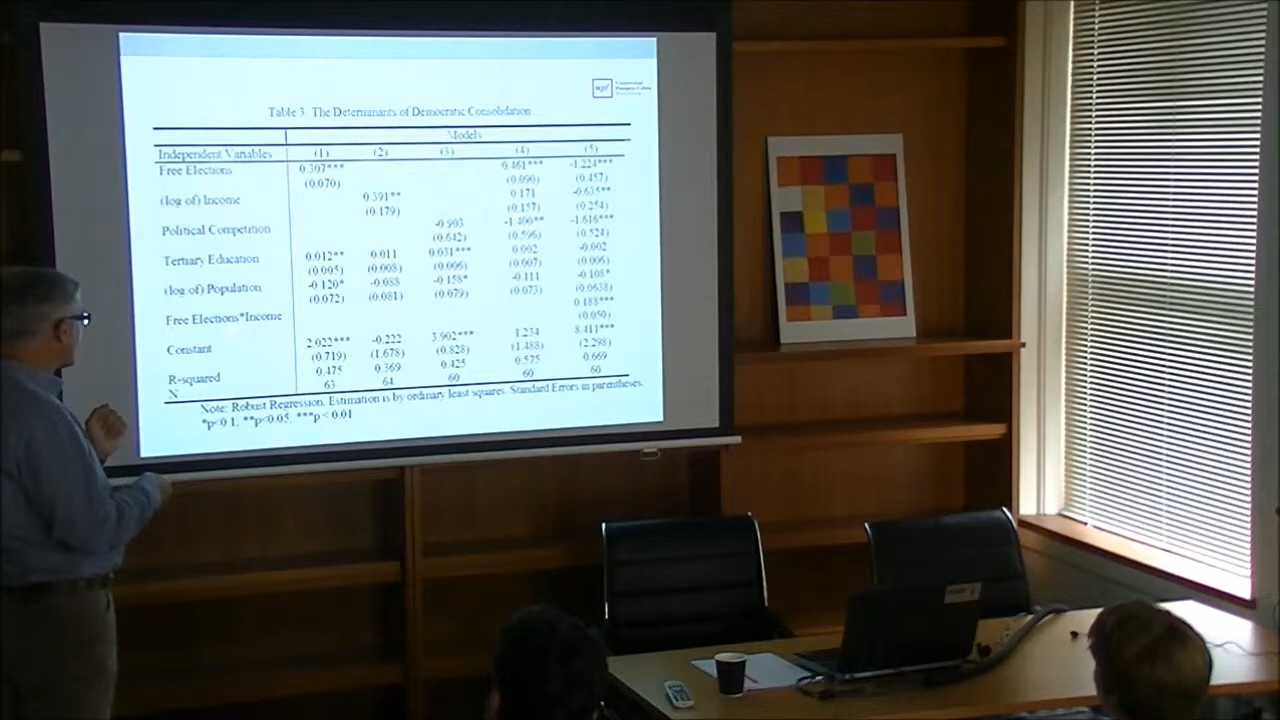 upf Universitat Pompeu Fabra Barcelona
Table 3 The Determinants of Democratic Consolidation
Models
Independent Variables (1) (2) (3) (4) (5)
Free Elections 0.307*** 0.461*** -1.224***
(0.070) (0.090) (0.457)
(log of) Income 0.391** 0.171 -0.635**
(0.179) (0.157) (0.254)
Political Competition -0.903 -1.400** -1.616***
(0.642) (0.596) (0.524)
Tertiary Education 0.012** 0.011 0.031*** 0.002 -0.002
(0.005) (0.008) (0.006) (0.007) (0.006)
(log of) Population -0.120* -0.088 -0.158* -0.111 -0.108*
(0.072) (0.081) (0.079) (0.073) (0.0638)
Free Elections*Income 0.188***
(0.050)
Constant 2.022*** -0.222 3.902*** 1.234 8.411***
(0.719) (1.678) (0.828) (1.488) (2.298)
R-squared 0.475 0.369 0.425 0.575 0.669
N 63 64 60 60 60
Note: Robust Regression, Estimation is by ordinary least squares. Standard Errors in parentheses.
*p<0.1, **p<0.05, ***p < 0.01